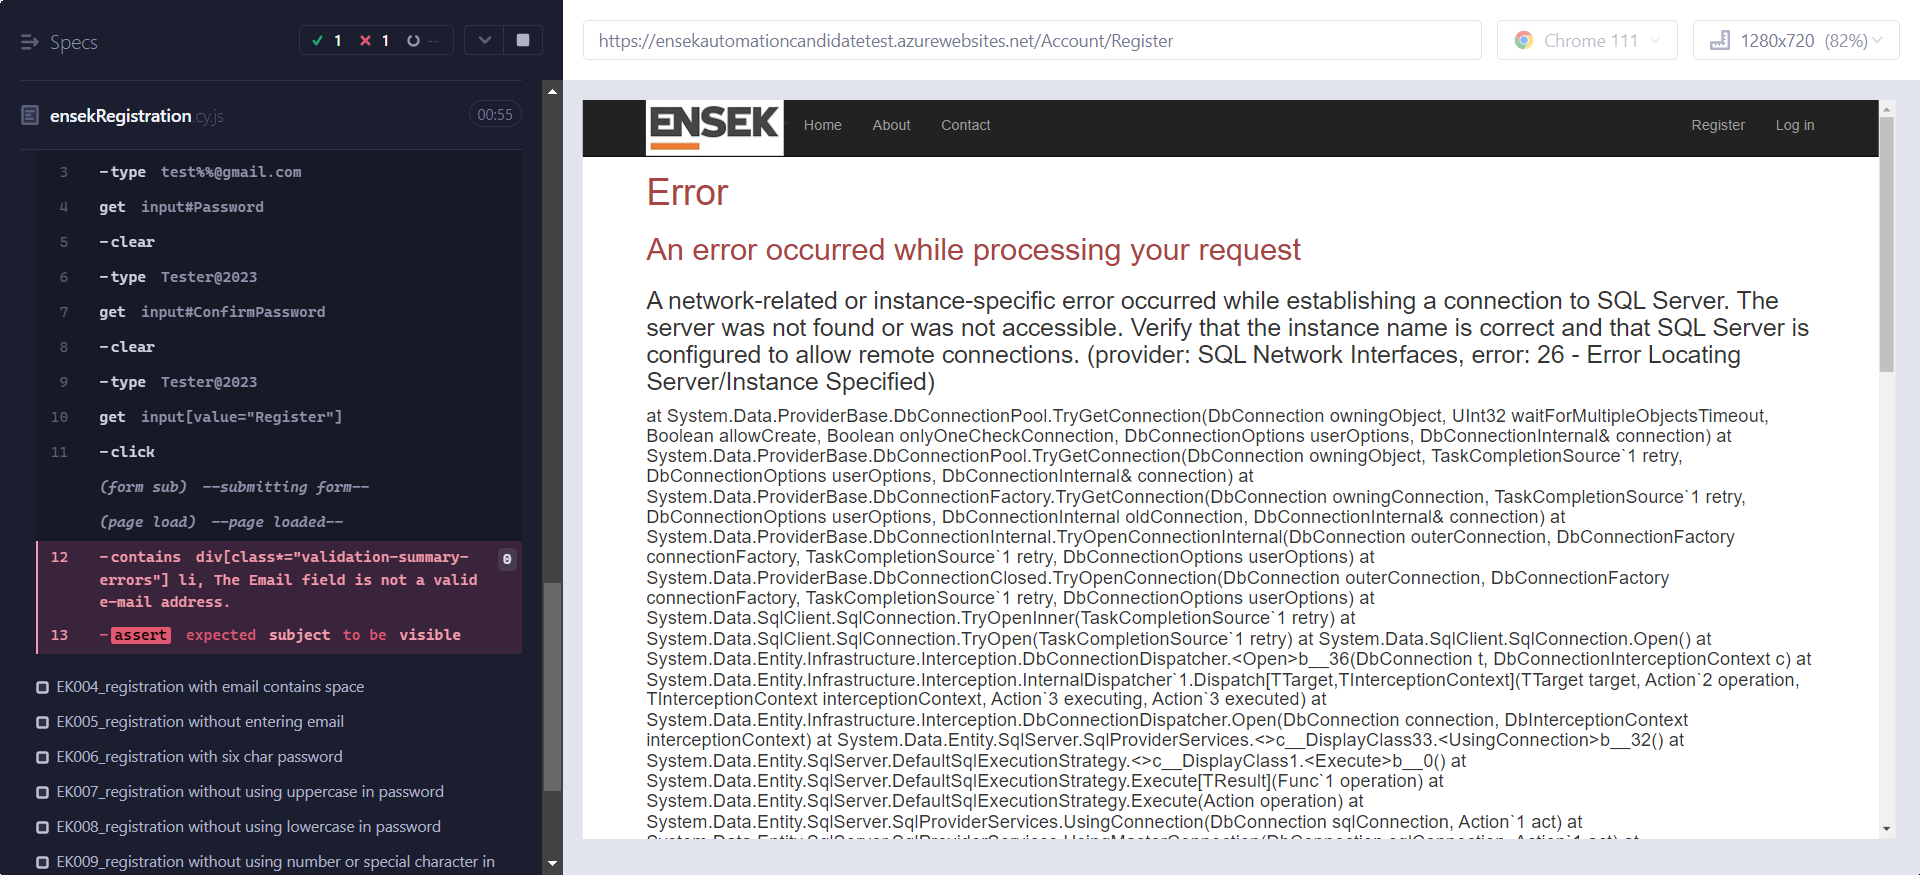 Specs
1
1
--
ensekRegistration.cy.js
00:55
3 -type test%%@gmail.com
4 get input#Password
5 -clear
6 -type Tester@2023
7 get input#ConfirmPassword
8 -clear
9 -type Tester@2023
10 get input[value="Register"]
11 -click
(form sub) --submitting form--
(page load) --page loaded--
12 -contains div[class*="validation-summary-
errors"] li, The Email field is not a valid
e-mail address.
0
13 -assert expected subject to be visible
EK004_registration with email contains space
EK005_registration without entering email
EK006_registration with six char password
EK007_registration without using uppercase in password
EK008_registration without using lowercase in password
EK009_registration without using number or special character in
https://ensekautomationcandidatetest.azurewebsites.net/Account/Register
Chrome 111
1280x720 (82%)
ENSEK
Home About Contact
Register Log in
Error
An error occurred while processing your request
A network-related or instance-specific error occurred while establishing a connection to SQL Server. The
server was not found or was not accessible. Verify that the instance name is correct and that SQL Server is
configured to allow remote connections. (provider: SQL Network Interfaces, error: 26 - Error Locating
Server/Instance Specified)
at System.Data.ProviderBase.DbConnectionPool.TryGetConnection(DbConnection owningObject, UInt32 waitForMultipleObjectsTimeout,
Boolean allowCreate, Boolean onlyOneCheckConnection, DbConnectionOptions userOptions, DbConnectionInternal& connection) at
System.Data.ProviderBase.DbConnectionPool.TryGetConnection(DbConnection owningObject, TaskCompletionSource`1 retry,
DbConnectionOptions userOptions, DbConnectionInternal& connection) at
System.Data.ProviderBase.DbConnectionFactory.TryGetConnection(DbConnection owningConnection, TaskCompletionSource`1 retry,
DbConnectionOptions userOptions, DbConnectionInternal oldConnection, DbConnectionInternal& connection) at
System.Data.ProviderBase.DbConnectionInternal.TryOpenConnectionInternal(DbConnection outerConnection, DbConnectionFactory
connectionFactory, TaskCompletionSource`1 retry, DbConnectionOptions userOptions) at
System.Data.ProviderBase.DbConnectionClosed.TryOpenConnection(DbConnection outerConnection, DbConnectionFactory
connectionFactory, TaskCompletionSource`1 retry, DbConnectionOptions userOptions) at
System.Data.SqlClient.SqlConnection.TryOpenInner(TaskCompletionSource`1 retry) at
System.Data.SqlClient.SqlConnection.TryOpen(TaskCompletionSource`1 retry) at System.Data.SqlClient.SqlConnection.Open() at
System.Data.Entity.Infrastructure.Interception.DbConnectionDispatcher.<Open>b__36(DbConnection t, DbConnectionInterceptionContext c) at
System.Data.Entity.Infrastructure.Interception.InternalDispatcher`1.Dispatch[TTarget,TInterceptionContext](TTarget target, Action`2 operation,
TInterceptionContext interceptionContext, Action`3 executing, Action`3 executed) at
System.Data.Entity.Infrastructure.Interception.DbConnectionDispatcher.Open(DbConnection connection, DbInterceptionContext
interceptionContext) at System.Data.Entity.SqlServer.SqlProviderServices.<>c__DisplayClass33.<UsingConnection>b__32() at
System.Data.Entity.SqlServer.DefaultSqlExecutionStrategy.<>c__DisplayClass1.<Execute>b__0() at
System.Data.Entity.SqlServer.DefaultSqlExecutionStrategy.Execute[TResult](Func`1 operation) at
System.Data.Entity.SqlServer.DefaultSqlExecutionStrategy.Execute(Action operation) at
System.Data.Entity.SqlServer.SqlProviderServices.UsingConnection(DbConnection sqlConnection, Action`1 act) at
System.Data.Entity.SqlServer.SqlProviderServices.UsingMasterConnection(DbConnection sqlConnection, Action`1 act) at